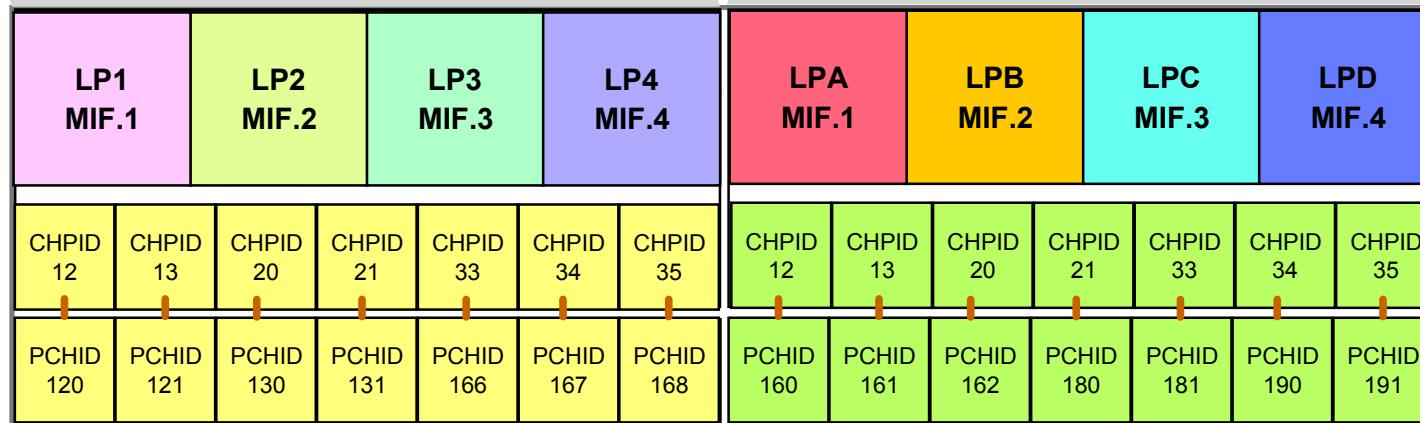 LP1
MIF.1
LP2
MIF.2
LP3
MIF.3
LP4
MIF.4
LPA
MIF.1
LPB
MIF.2
LPC
MIF.3
LPD
MIF.4
CHPID
12
CHPID
13
CHPID
20
CHPID
21
CHPID
33
CHPID
34
CHPID
35
CHPID
12
CHPID
13
CHPID
20
CHPID
21
CHPID
33
CHPID
34
CHPID
35
PCHID
120
PCHID
121
PCHID
130
PCHID
131
PCHID
166
PCHID
167
PCHID
168
PCHID
160
PCHID
161
PCHID
162
PCHID
180
PCHID
181
PCHID
190
PCHID
191